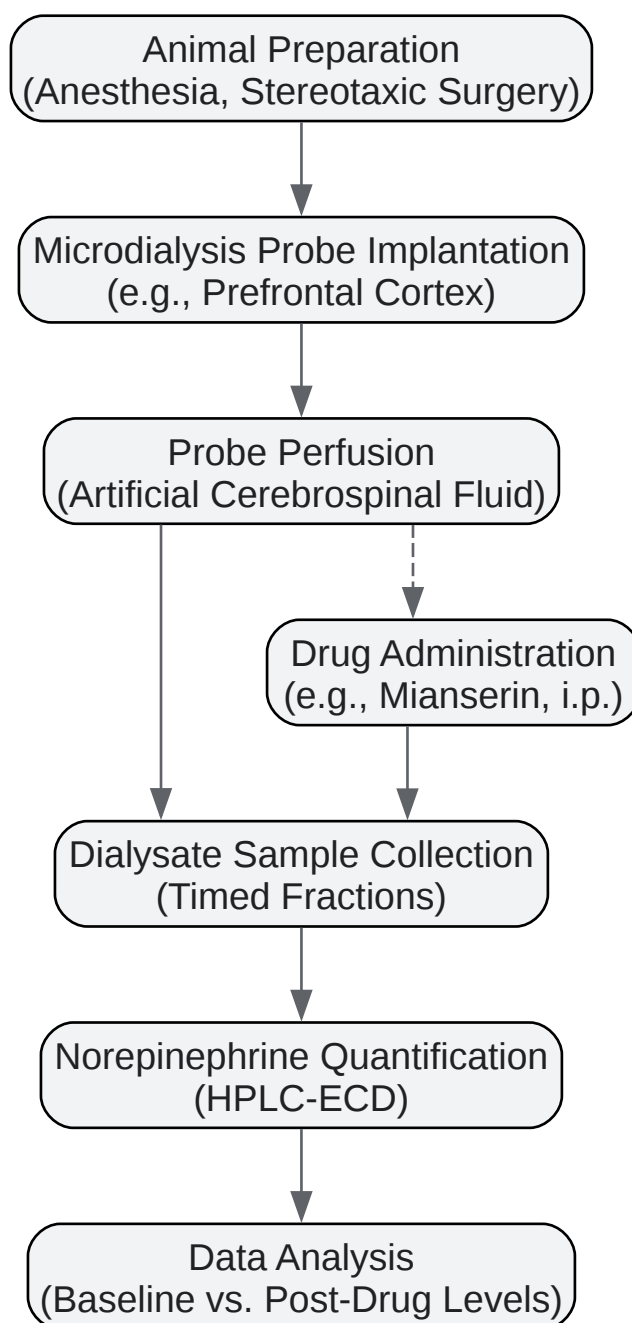 Animal Preparation
(Anesthesia, Stereotaxic Surgery)
Microdialysis Probe Implantation
(e.g., Prefrontal Cortex)
Probe Perfusion
(Artificial Cerebrospinal Fluid)
Drug Administration
(e.g., Mianserin, i.p.)
Dialysate Sample Collection
(Timed Fractions)
Norepinephrine Quantification
(HPLC-ECD)
Data Analysis
(Baseline vs. Post-Drug Levels)